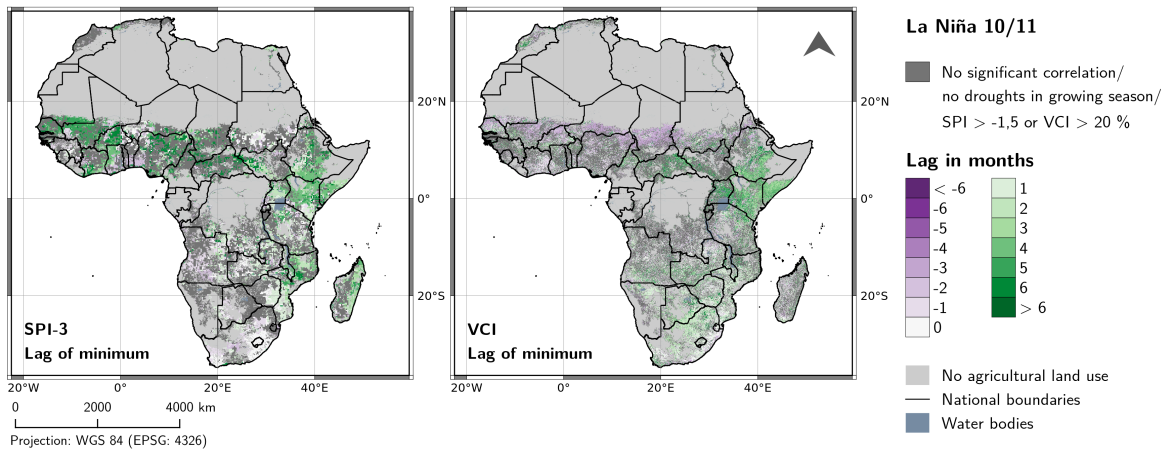 La Niña 10/11
No significant correlation/
no droughts in growing season/
SPI > -1,5 or VCI > 20 %
Lag in months
< -6
-6
-5
-4
-3
-2
-1
0
1
2
3
4
5
6
> 6
No agricultural land use
National boundaries
Water bodies
SPI-3
Lag of minimum
VCI
Lag of minimum
20°N
0°
20°S
20°W
0°
20°E
40°E
20°N
0°
20°S
20°W
0°
20°E
40°E
0
2000
4000 km
Projection: WGS 84 (EPSG: 4326)